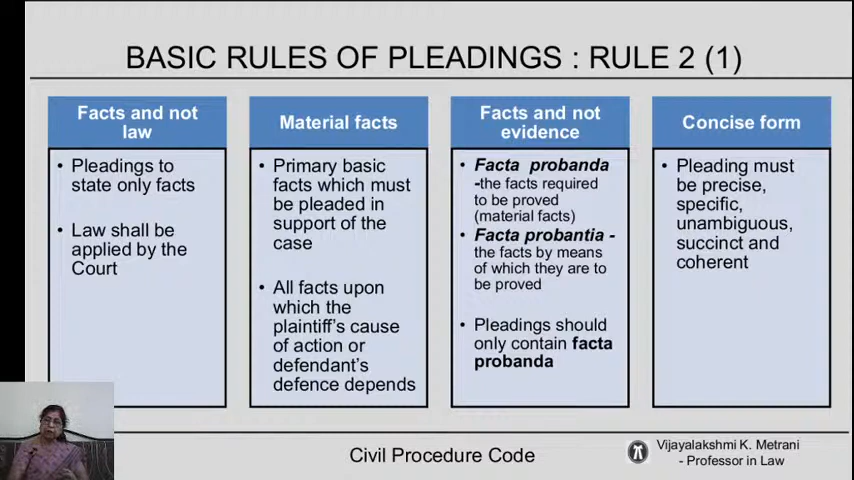 BASIC RULES OF PLEADINGS : RULE 2 (1)
Facts and not
law
• Pleadings to
state only facts
• Law shall be
applied by the
Court
Material facts
• Primary basic
facts which must
be pleaded in
support of the
case
• All facts upon
which the
plaintiff's cause
of action or
defendant's
defence depends
Facts and not
evidence
• Facta probanda
-the facts required
to be proved
(material facts)
• Facta probantia -
the facts by means
of which they are to
be proved
• Pleadings should
only contain facta
probanda
Concise form
• Pleading must
be precise,
specific,
unambiguous,
succinct and
coherent
Civil Procedure Code
Vijayalakshmi K. Metrani
- Professor in Law